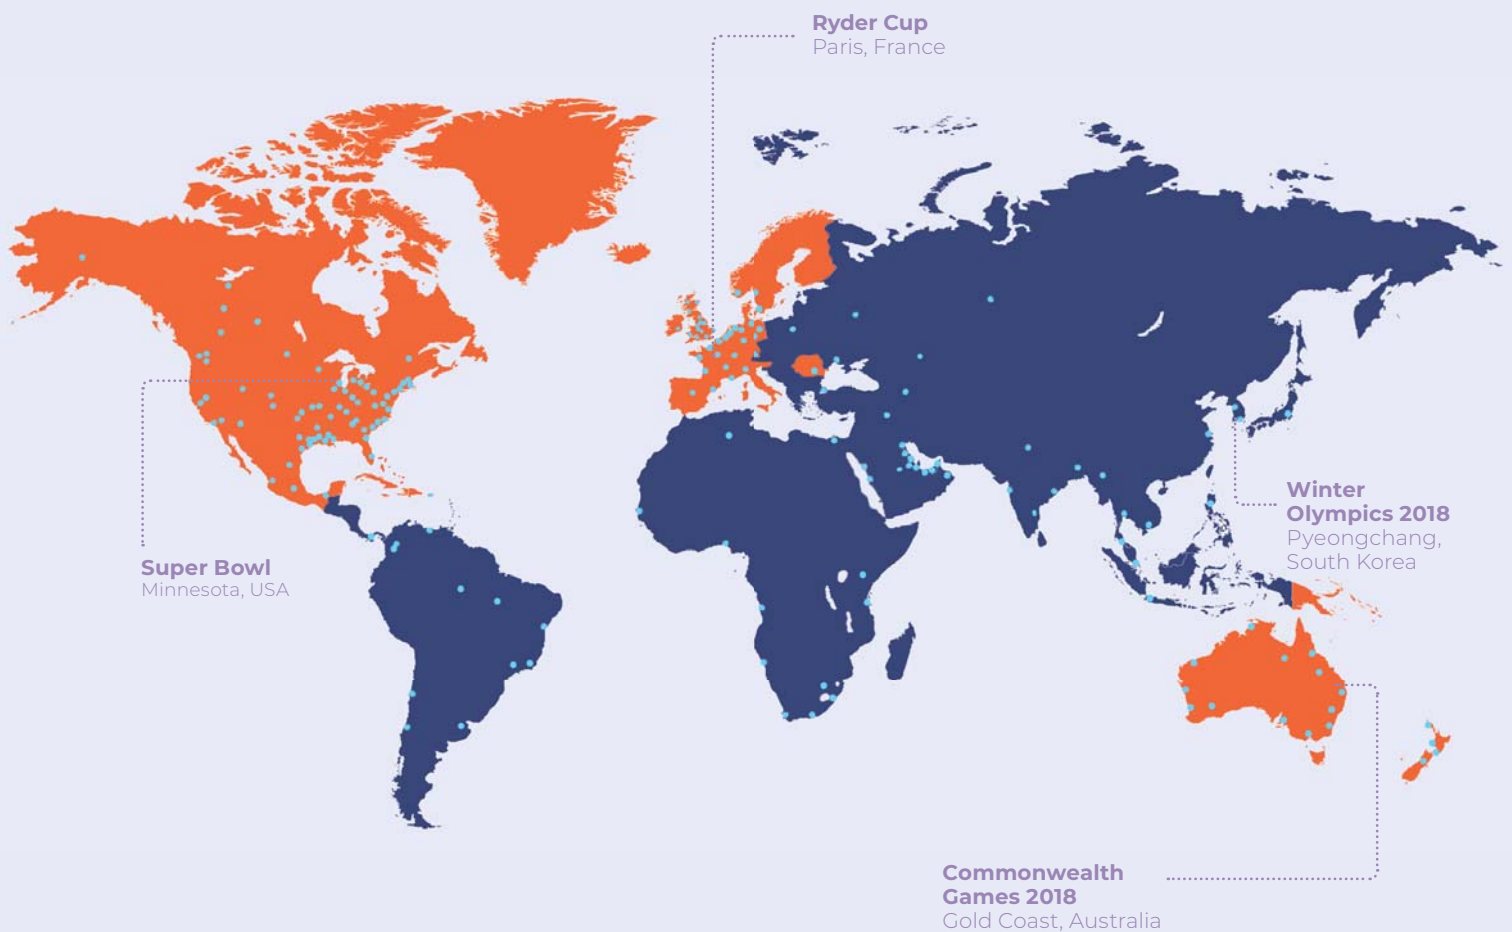 Ryder Cup
Paris, France
Winter
Olympics 2018
Pyeongchang,
South Korea
Super Bowl
Minnesota, USA
Commonwealth
Games 2018
Gold Coast, Australia